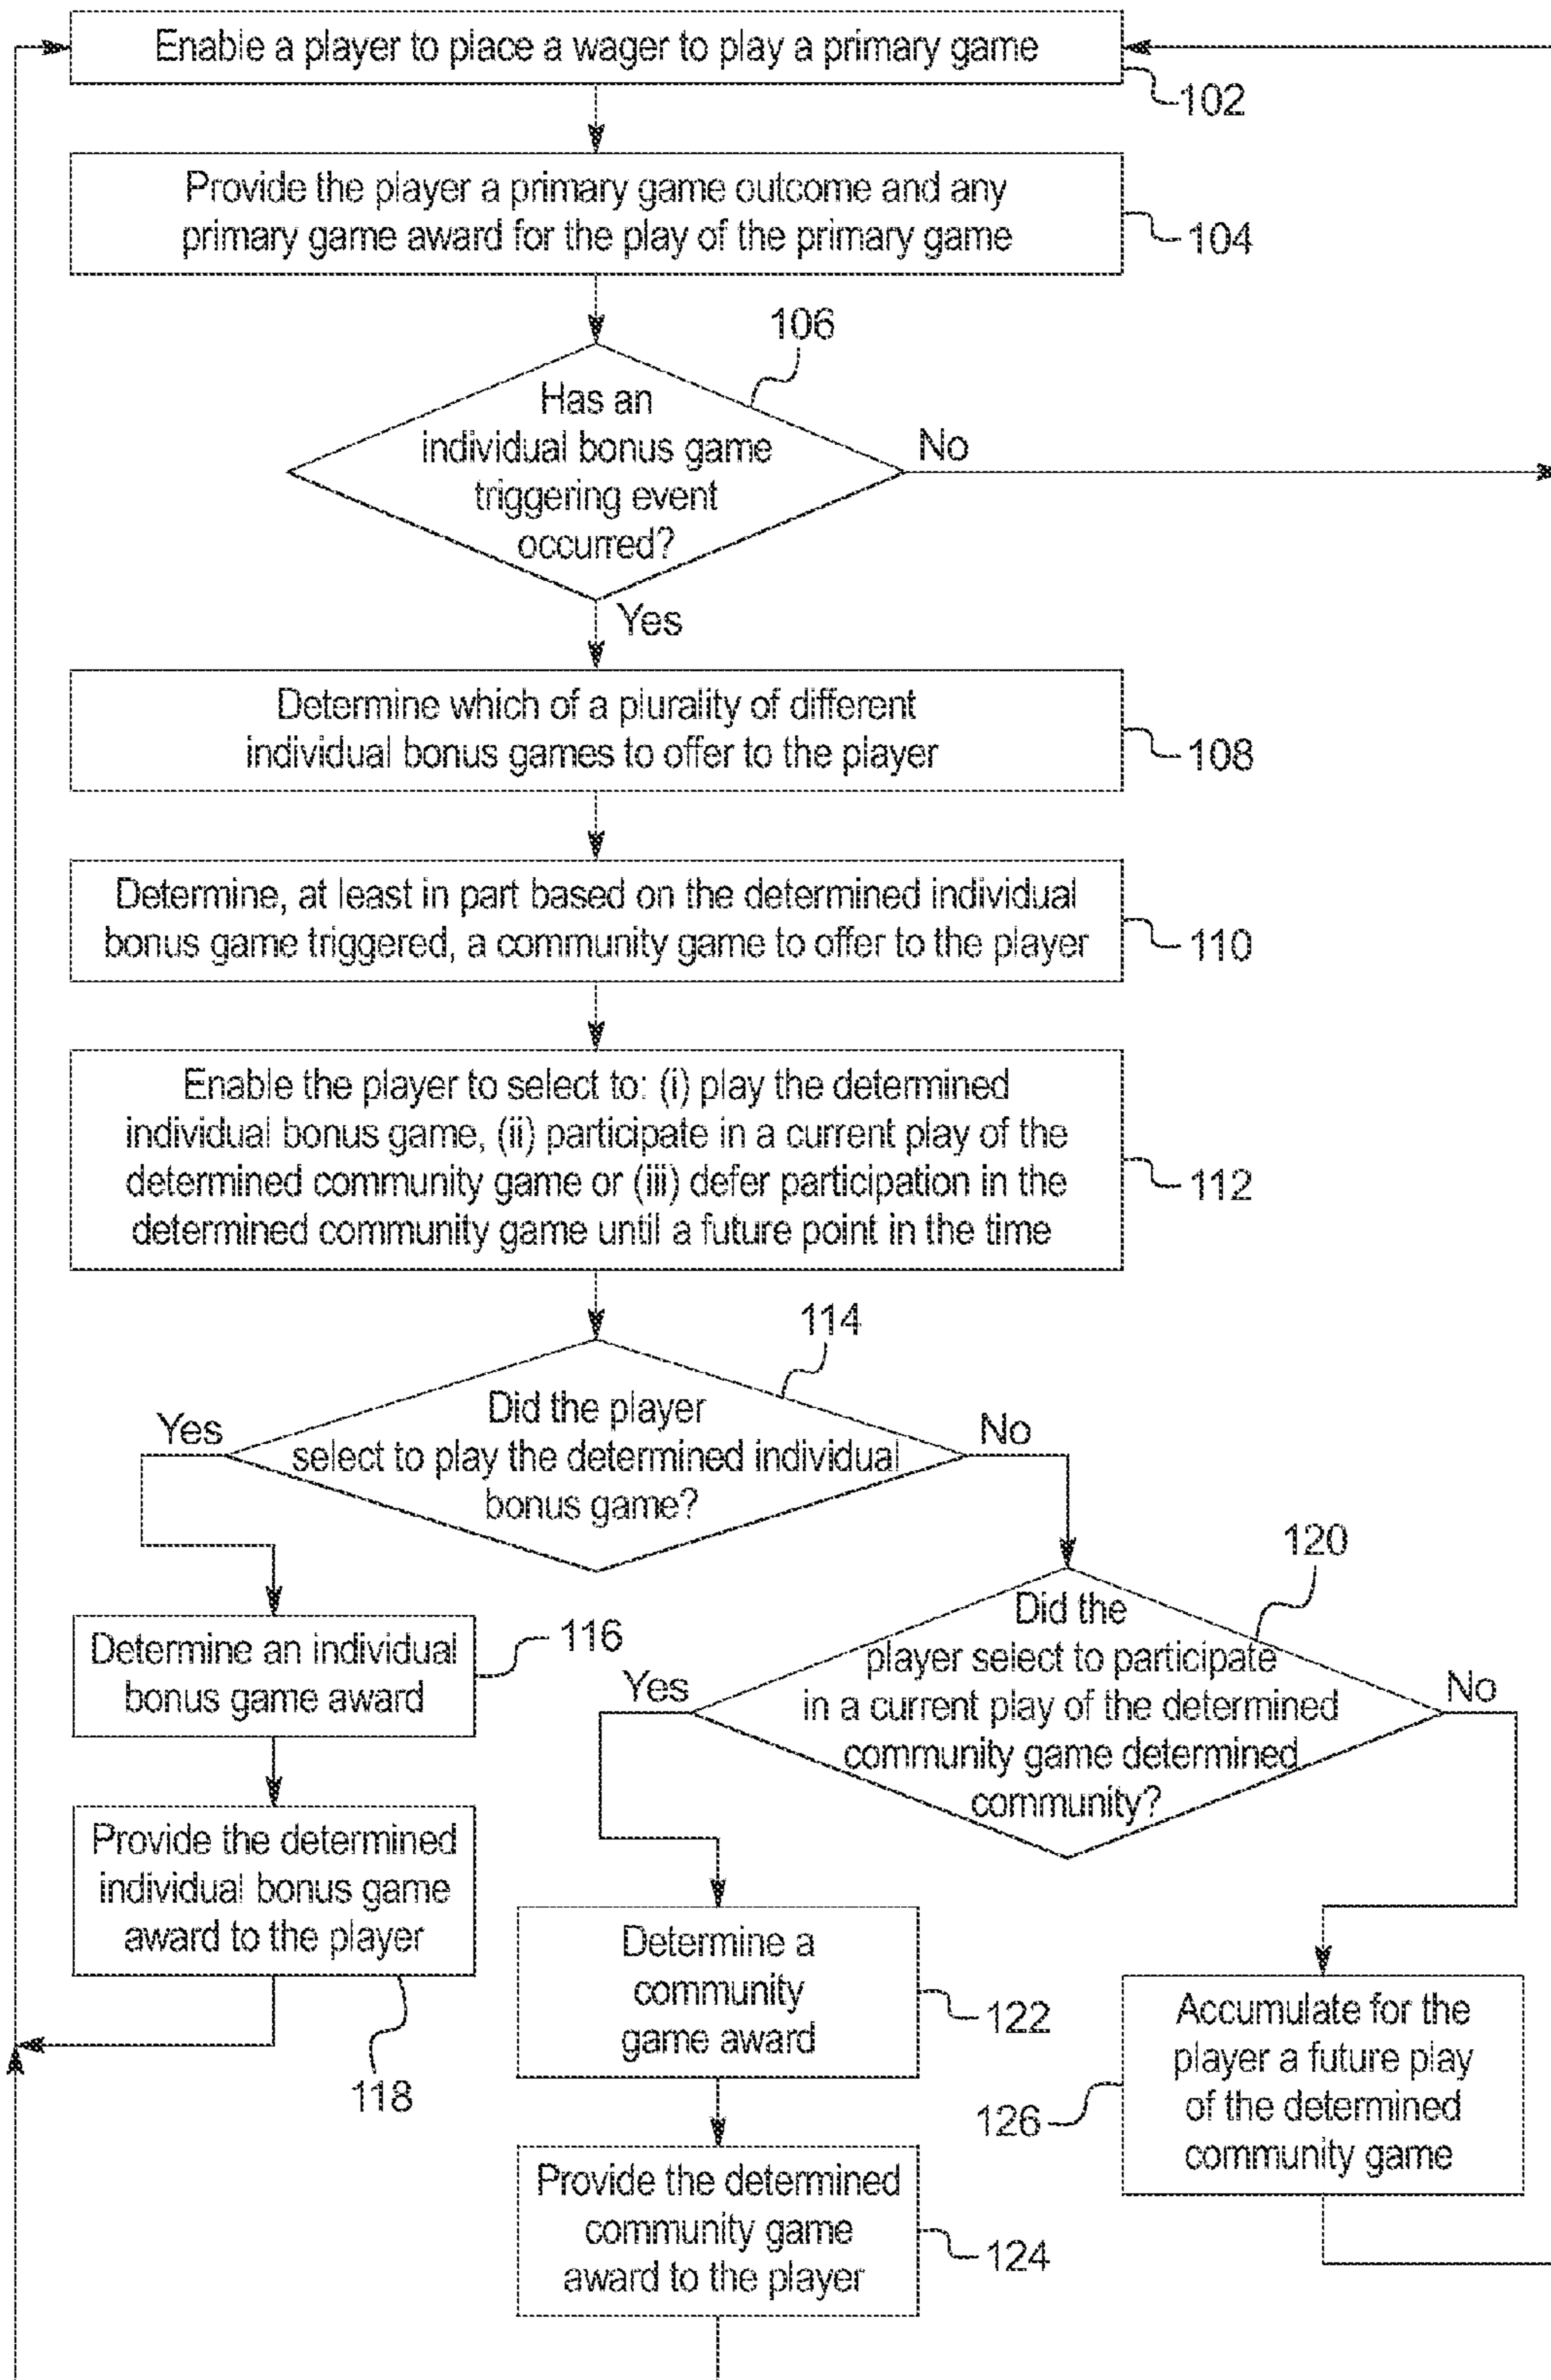 Enable a player to place a wager to play a primary game
102
Provide the player a primary game outcome and any
primary game award for the play of the primary game
104
106
Has an
individual bonus game
triggering event
occurred?
No
Yes
Determine which of a plurality of different
individual bonus games to offer to the player
108
Determine, at least in part based on the determined individual
bonus game triggered, a community game to offer to the player
110
Enable the player to select to: (i) play the determined
individual bonus game, (ii) participate in a current play of the
determined community game or (iii) defer participation in the
determined community game until a future point in the time
112
114
Did the player
select to play the determined individual
bonus game?
Yes
No
Determine an individual
bonus game award
116
Provide the determined
individual bonus game
award to the player
118
120
Did the
player select to participate
in a current play of the determined
community game determined
community?
Yes
No
Determine a
community
game award
122
Provide the determined
community game
award to the player
124
Accumulate for the
player a future play
of the determined
community game
126